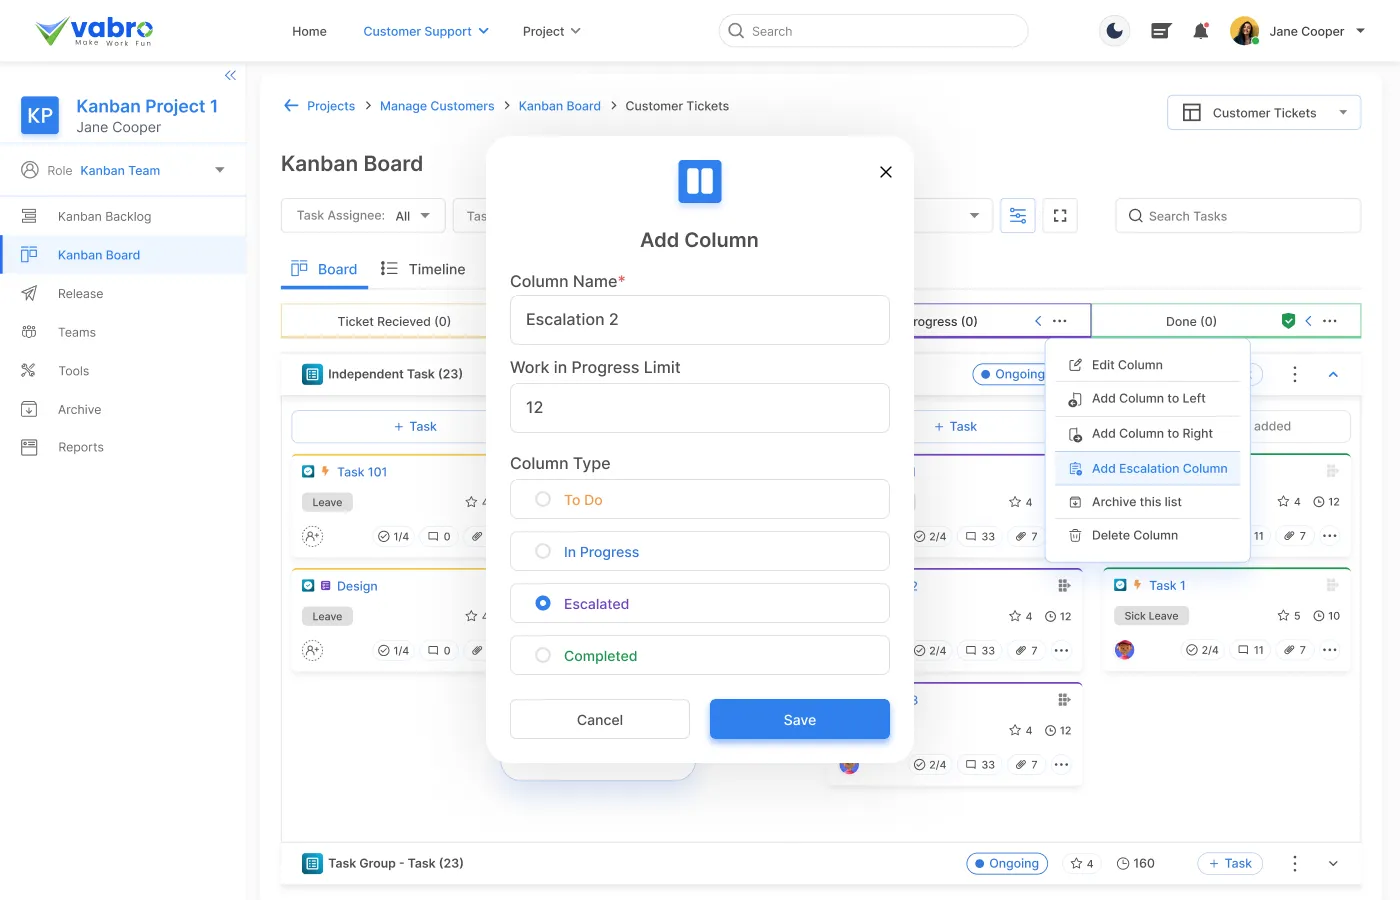 vabro
Make Work Fun
Home
Customer Support
Project
Search
Jane Cooper
KP
Kanban Project 1
Jane Cooper
Role Kanban Team
Kanban Backlog
Kanban Board
Release
Teams
Tools
Archive
Reports
Projects > Manage Customers > Kanban Board > Customer Tickets
Customer Tickets
Kanban Board
Task Assignee: All
Search Tasks
Board
Timeline
Ticket Recieved (0)
Done (0)
Independent Task (23)
Ongoing
+ Task
+ Task
added
Task 101
Leave
1/4
0
4
2/4
33
7
4
12
11
7
Design
Leave
1/4
0
4
12
2/4
33
7
Task 1
Sick Leave
5
10
2/4
11
7
4
12
2/4
33
7
Edit Column
Add Column to Left
Add Column to Right
Add Escalation Column
Archive this list
Delete Column
Add Column
Column Name*
Escalation 2
Work in Progress Limit
12
Column Type
To Do
In Progress
Escalated
Completed
Cancel
Save
Task Group - Task (23)
Ongoing
4
160
+ Task